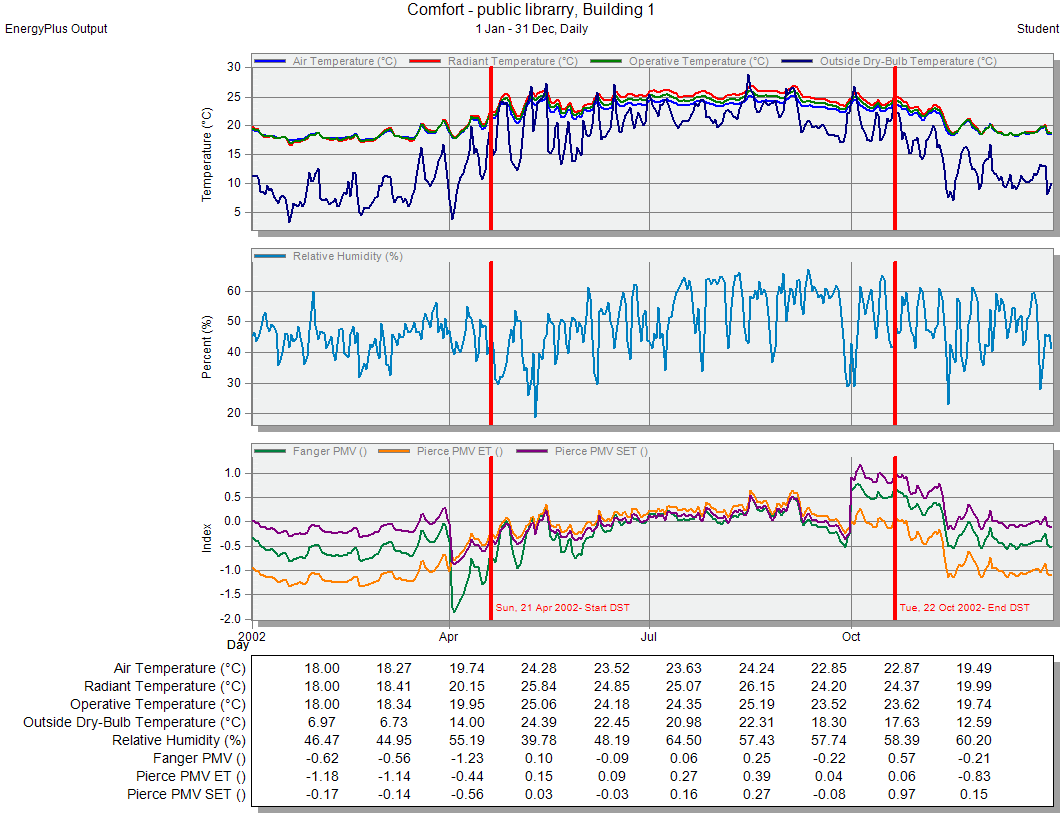 Comfort - public librarry, Building 1
EnergyPlus Output
1 Jan - 31 Dec, Daily
Student
Air Temperature (°C) Radiant Temperature (°C) Operative Temperature (°C) Outside Dry-Bulb Temperature (°C)
Temperature (°C)
30
25
20
15
10
5
Relative Humidity (%)
Percent (%)
60
50
40
30
20
Fanger PMV () Pierce PMV ET () Pierce PMV SET ()
Index
1.0
0.5
0.0
-0.5
-1.0
-1.5
-2.0
Sun, 21 Apr 2002- Start DST
Tue, 22 Oct 2002- End DST
2002 Apr Jul Oct
Day
Air Temperature (°C) 18.00 18.27 19.74 24.28 23.52 23.63 24.24 22.85 22.87 19.49
Radiant Temperature (°C) 18.00 18.41 20.15 25.84 24.85 25.07 26.15 24.20 24.37 19.99
Operative Temperature (°C) 18.00 18.34 19.95 25.06 24.18 24.35 25.19 23.52 23.62 19.74
Outside Dry-Bulb Temperature (°C) 6.97 6.73 14.00 24.39 22.45 20.98 22.31 18.30 17.63 12.59
Relative Humidity (%) 46.47 44.95 55.19 39.78 48.19 64.50 57.43 57.74 58.39 60.20
Fanger PMV () -0.62 -0.56 -1.23 0.10 -0.09 0.06 0.25 -0.22 0.57 -0.21
Pierce PMV ET () -1.18 -1.14 -0.44 0.15 0.09 0.27 0.39 0.04 0.06 -0.83
Pierce PMV SET () -0.17 -0.14 -0.56 0.03 -0.03 0.16 0.27 -0.08 0.97 0.15